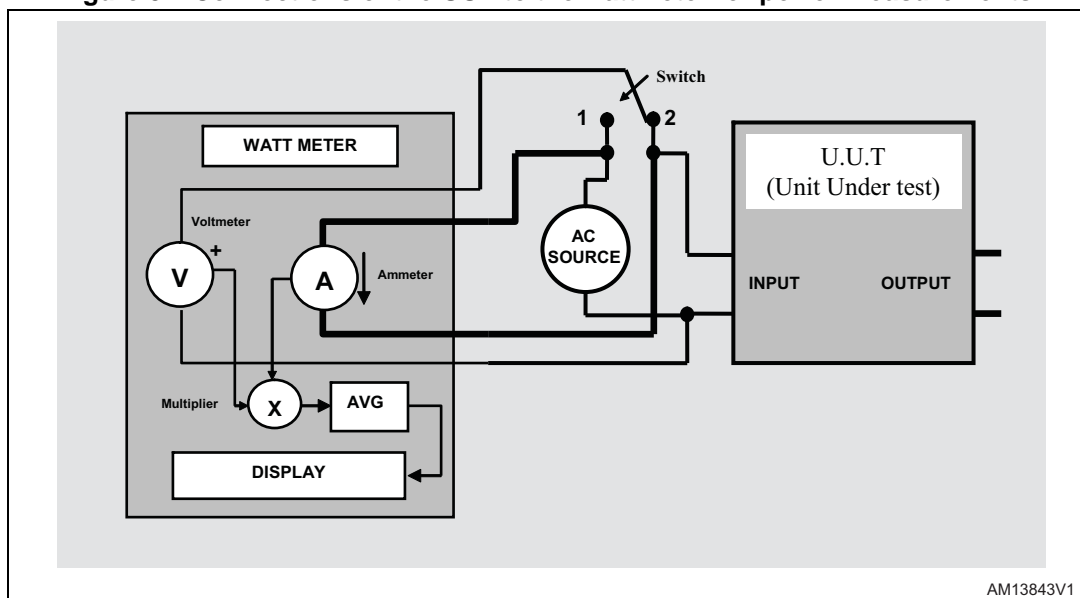 Switch
1
2
WATT METER
U.U.T
(Unit Under test)
Voltmeter
+
AC
SOURCE
V
A
Ammeter
INPUT
OUTPUT
Multiplier
X
AVG
DISPLAY
AM13843V1